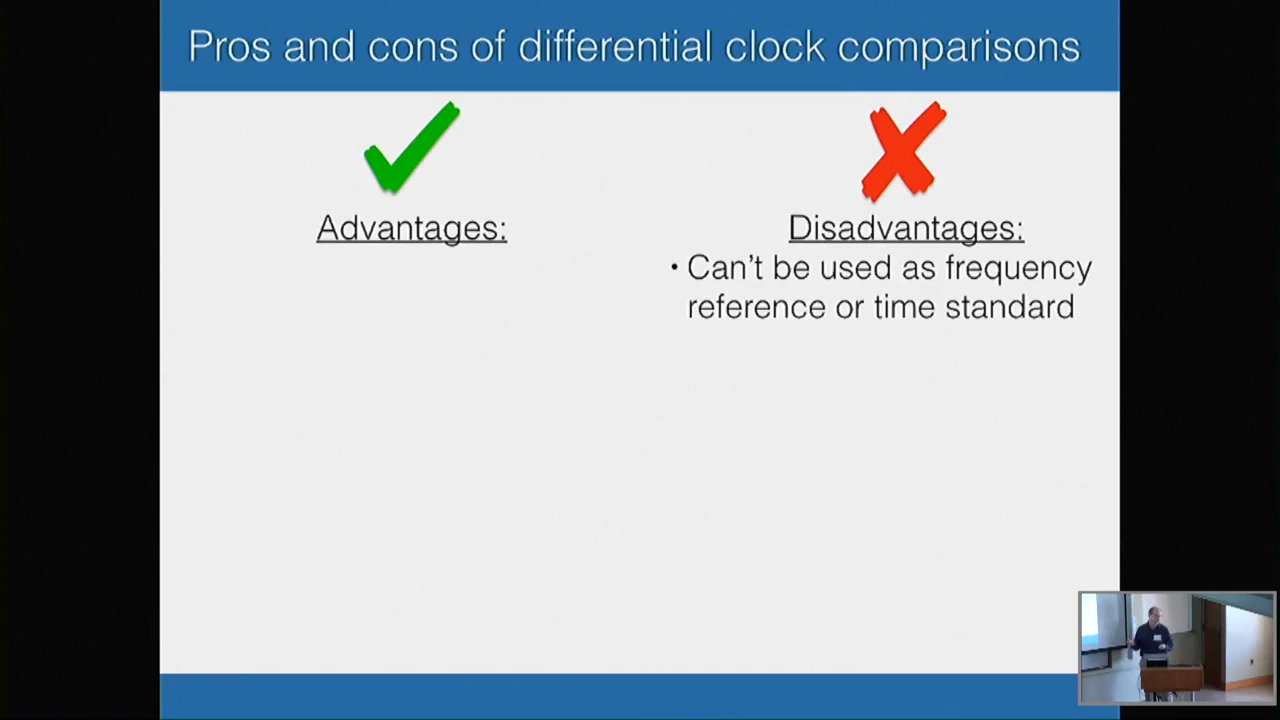 Pros and cons of differential clock comparisons
Advantages:
Disadvantages:
• Can't be used as frequency
reference or time standard